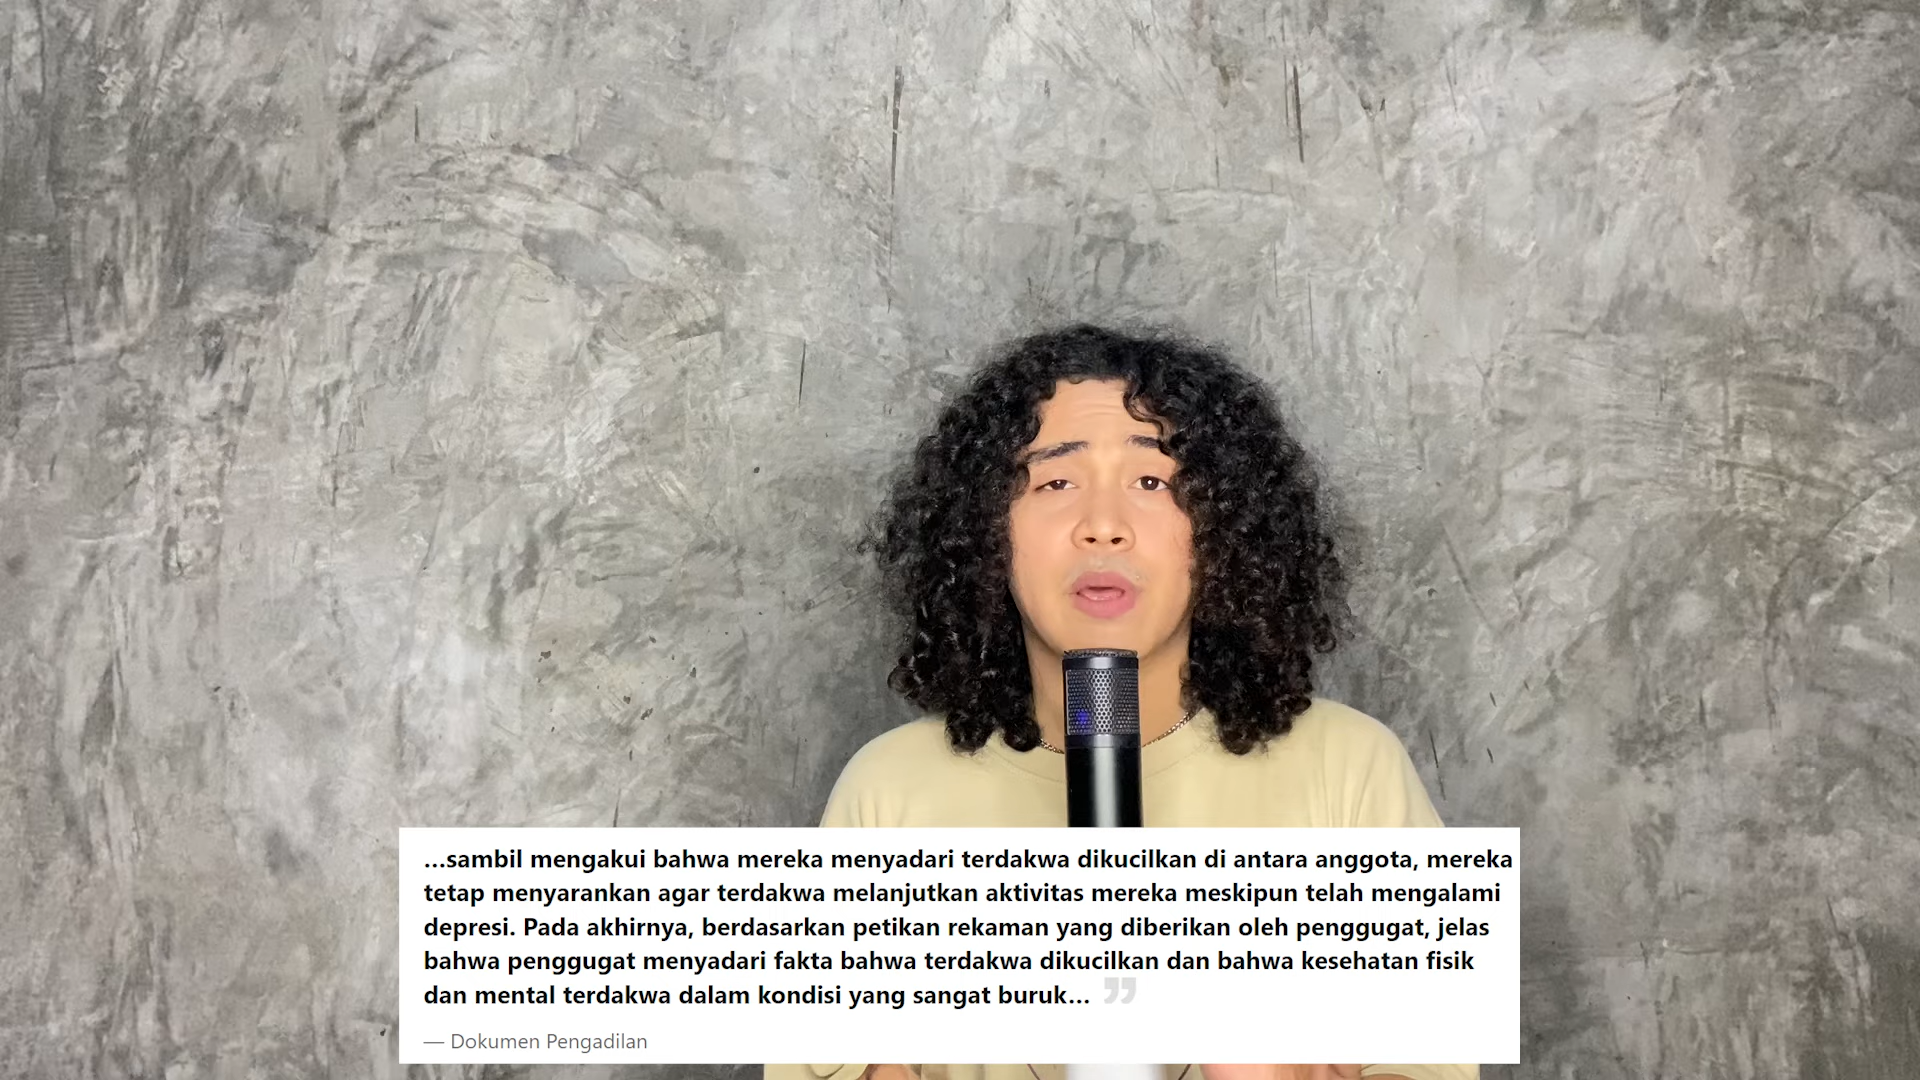 ...sambil mengakui bahwa mereka menyadari terdakwa dikucilkan di antara anggota, mereka
tetap menyarankan agar terdakwa melanjutkan aktivitas mereka meskipun telah mengalami
depresi. Pada akhirnya, berdasarkan petikan rekaman yang diberikan oleh penggugat, jelas
bahwa penggugat menyadari fakta bahwa terdakwa dikucilkan dan bahwa kesehatan fisik
dan mental terdakwa dalam kondisi yang sangat buruk... ”
— Dokumen Pengadilan